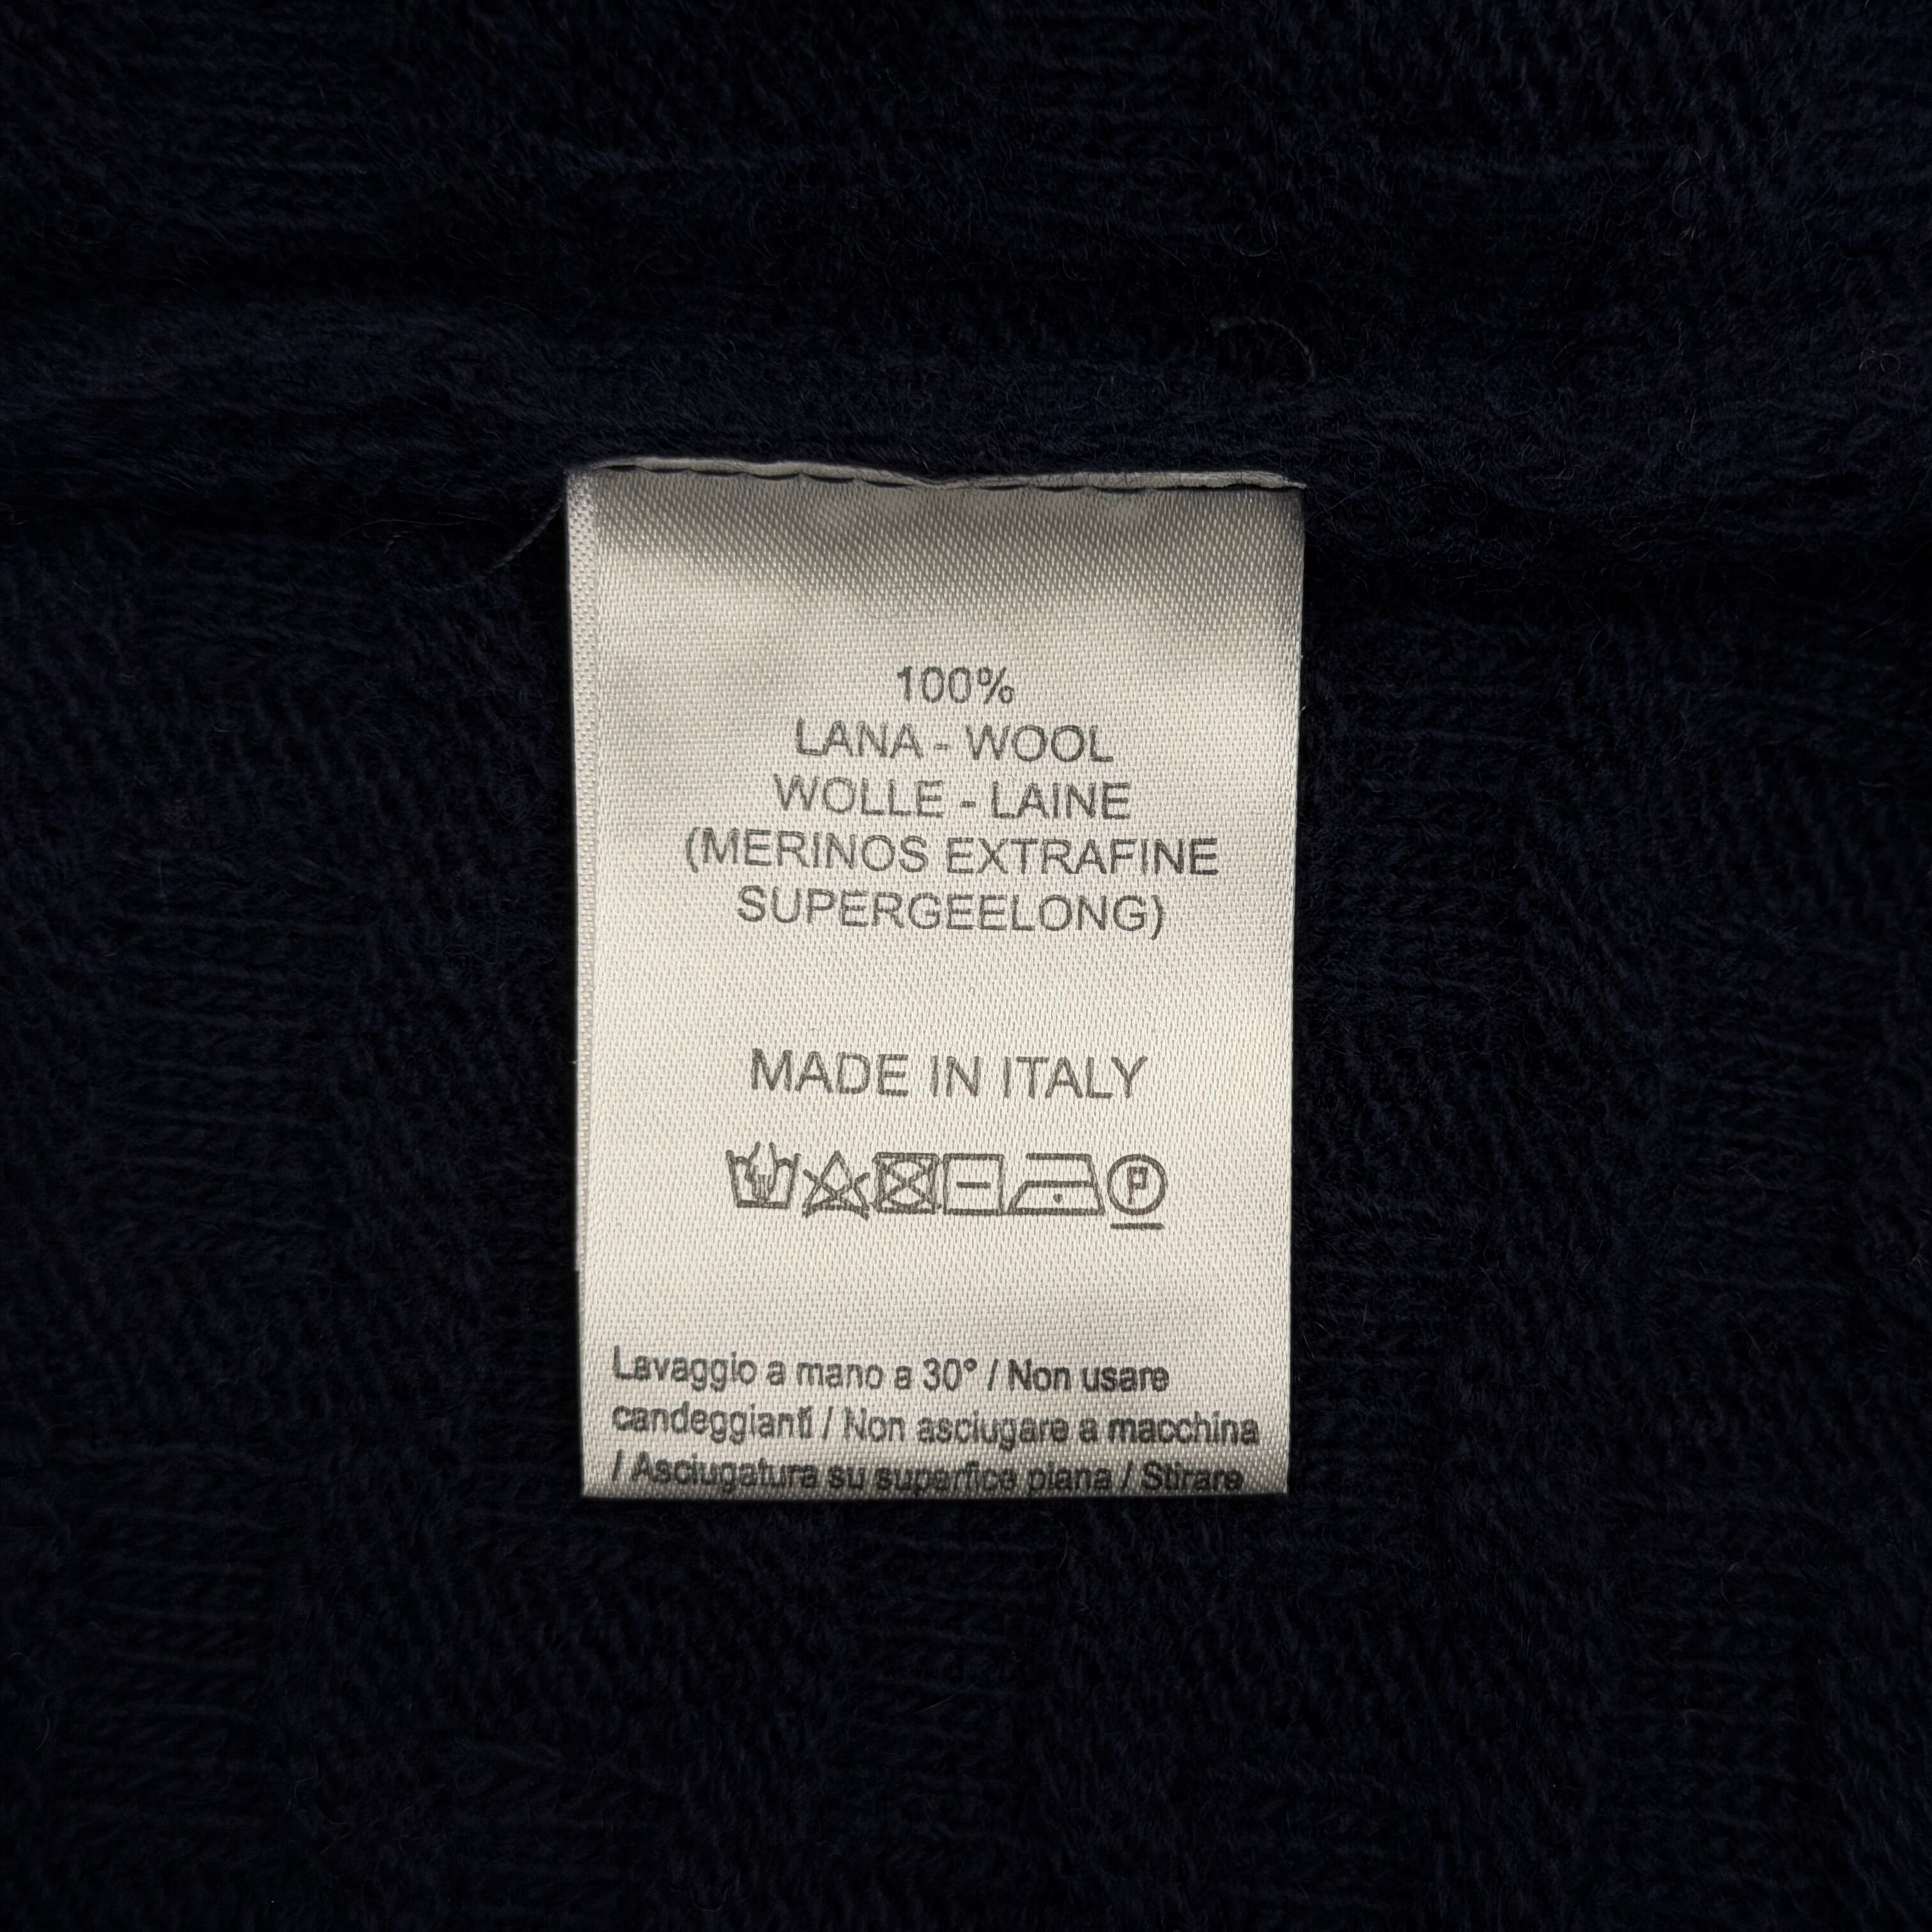 100%
LANA - WOOL
WOLLE - LAINE
(MERINOS EXTRAFINE
SUPERGEELONG)
MADE IN ITALY
P
Lavaggio a mano a 30° / Non usare
candeggianti / Non asciugare a macchina
/ Asciugatura su superfice piana / Stirare